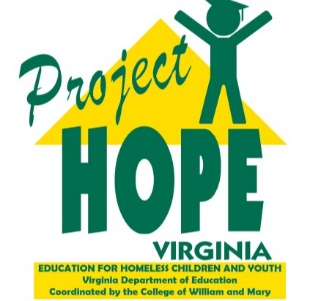 Project
HOPE
VIRGINIA
EDUCATION FOR HOMELESS CHILDREN AND YOUTH
Virginia Department of Education
Coordinated by the College of William and Mary